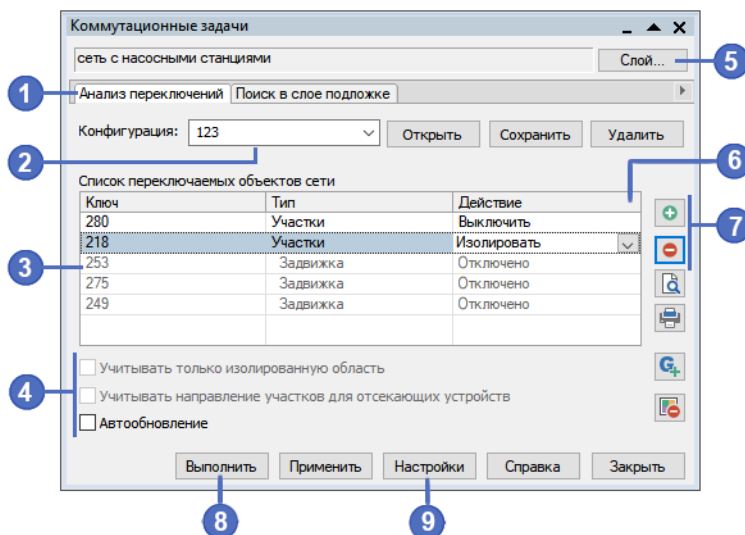 Коммутационные задачи
сеть с насосными станциями
Слой...
5
1
Анализ переключений
Поиск в слое подложке
Конфигурация:
123
Открыть
Сохранить
Удалить
2
6
Список переключаемых объектов сети
Ключ Тип Действие
280 Участки Выключить
7
218 Участки Изолировать
3
253 Задвижка Отключено
275 Задвижка Отключено
249 Задвижка Отключено
Учитывать только изолированную область
G
4
Учитывать направление участков для отсекающих устройств
Автообновление
Выполнить
Применить
Настройки
Справка
Закрыть
8
9